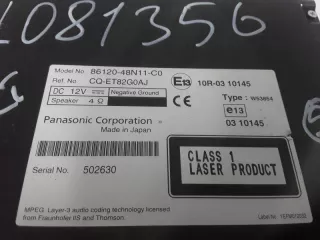 L081356
Model No. 86120-48N11-C0
Ref. No. CQ-ET82G0AJ
DC 12V Negative Ground
Speaker 4 Ω
E13 10R-03 10145
Type : W93664
e13
03 10145
Panasonic Corporation
Made in Japan
Serial No. 502630
CLASS 1
LASER PRODUCT
MPEG Layer-3 audio coding technology licensed
from Fraunhofer IIS and Thomson.